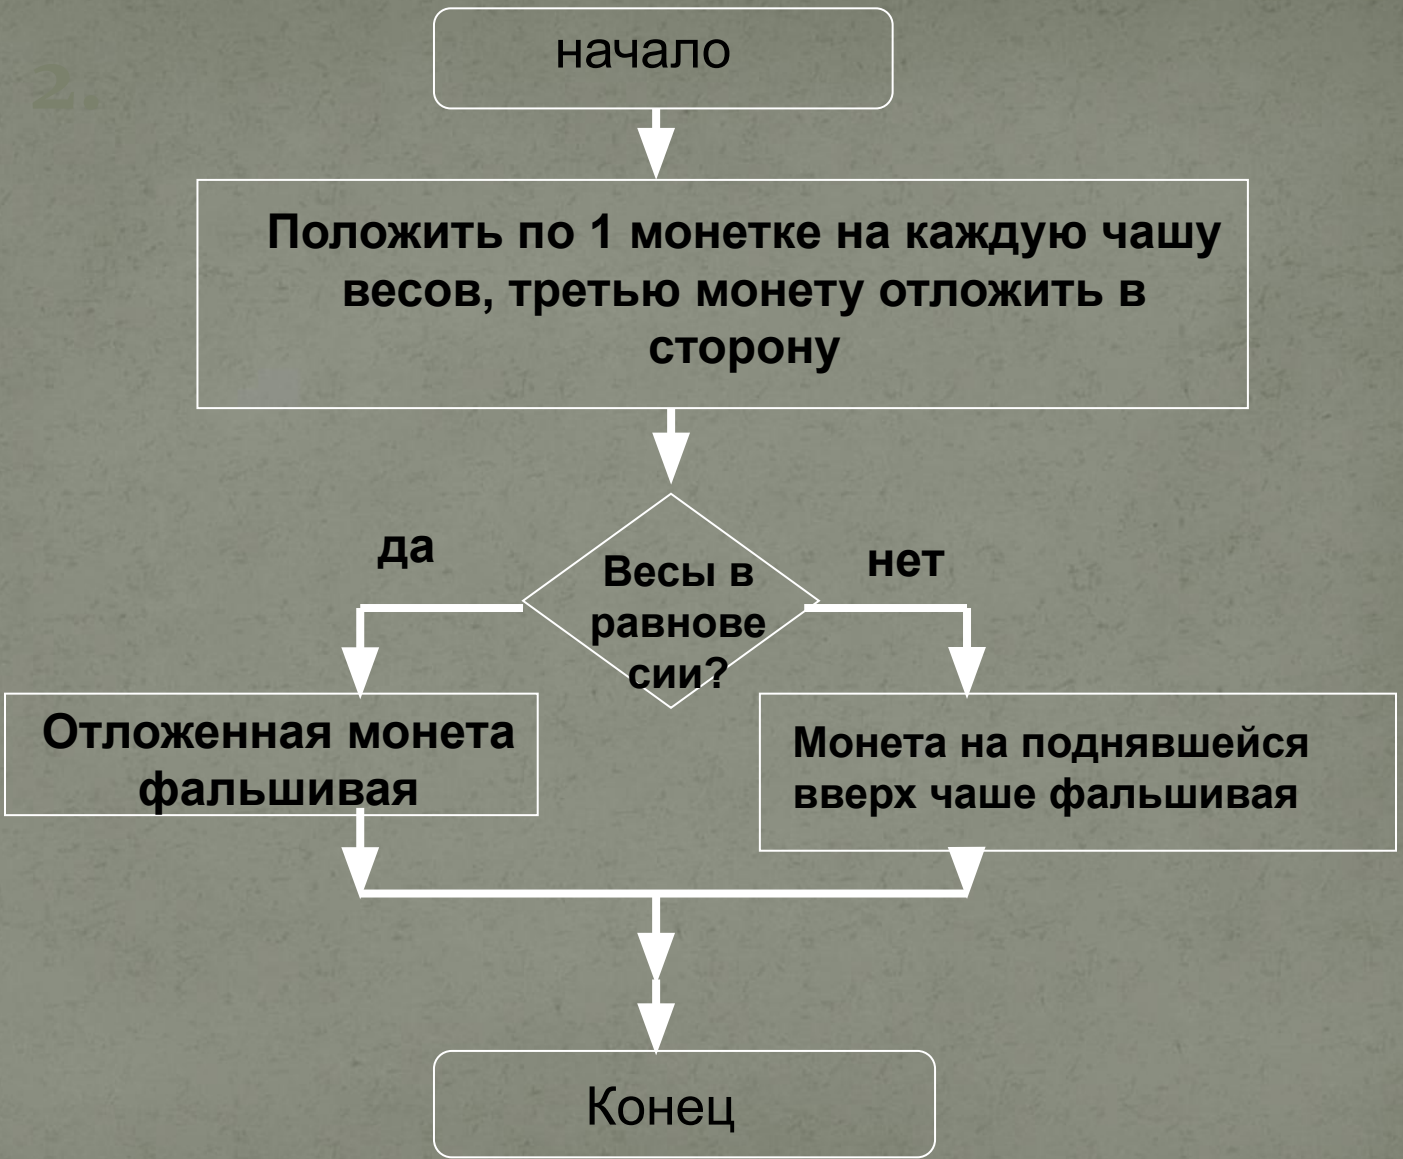 2.
начало
Положить по 1 монетке на каждую чашу
весов, третью монету отложить в
сторону
да
нет
Весы в
равнове
сии?
Отложенная монета
фальшивая
Монета на поднявшейся
вверх чаше фальшивая
Конец